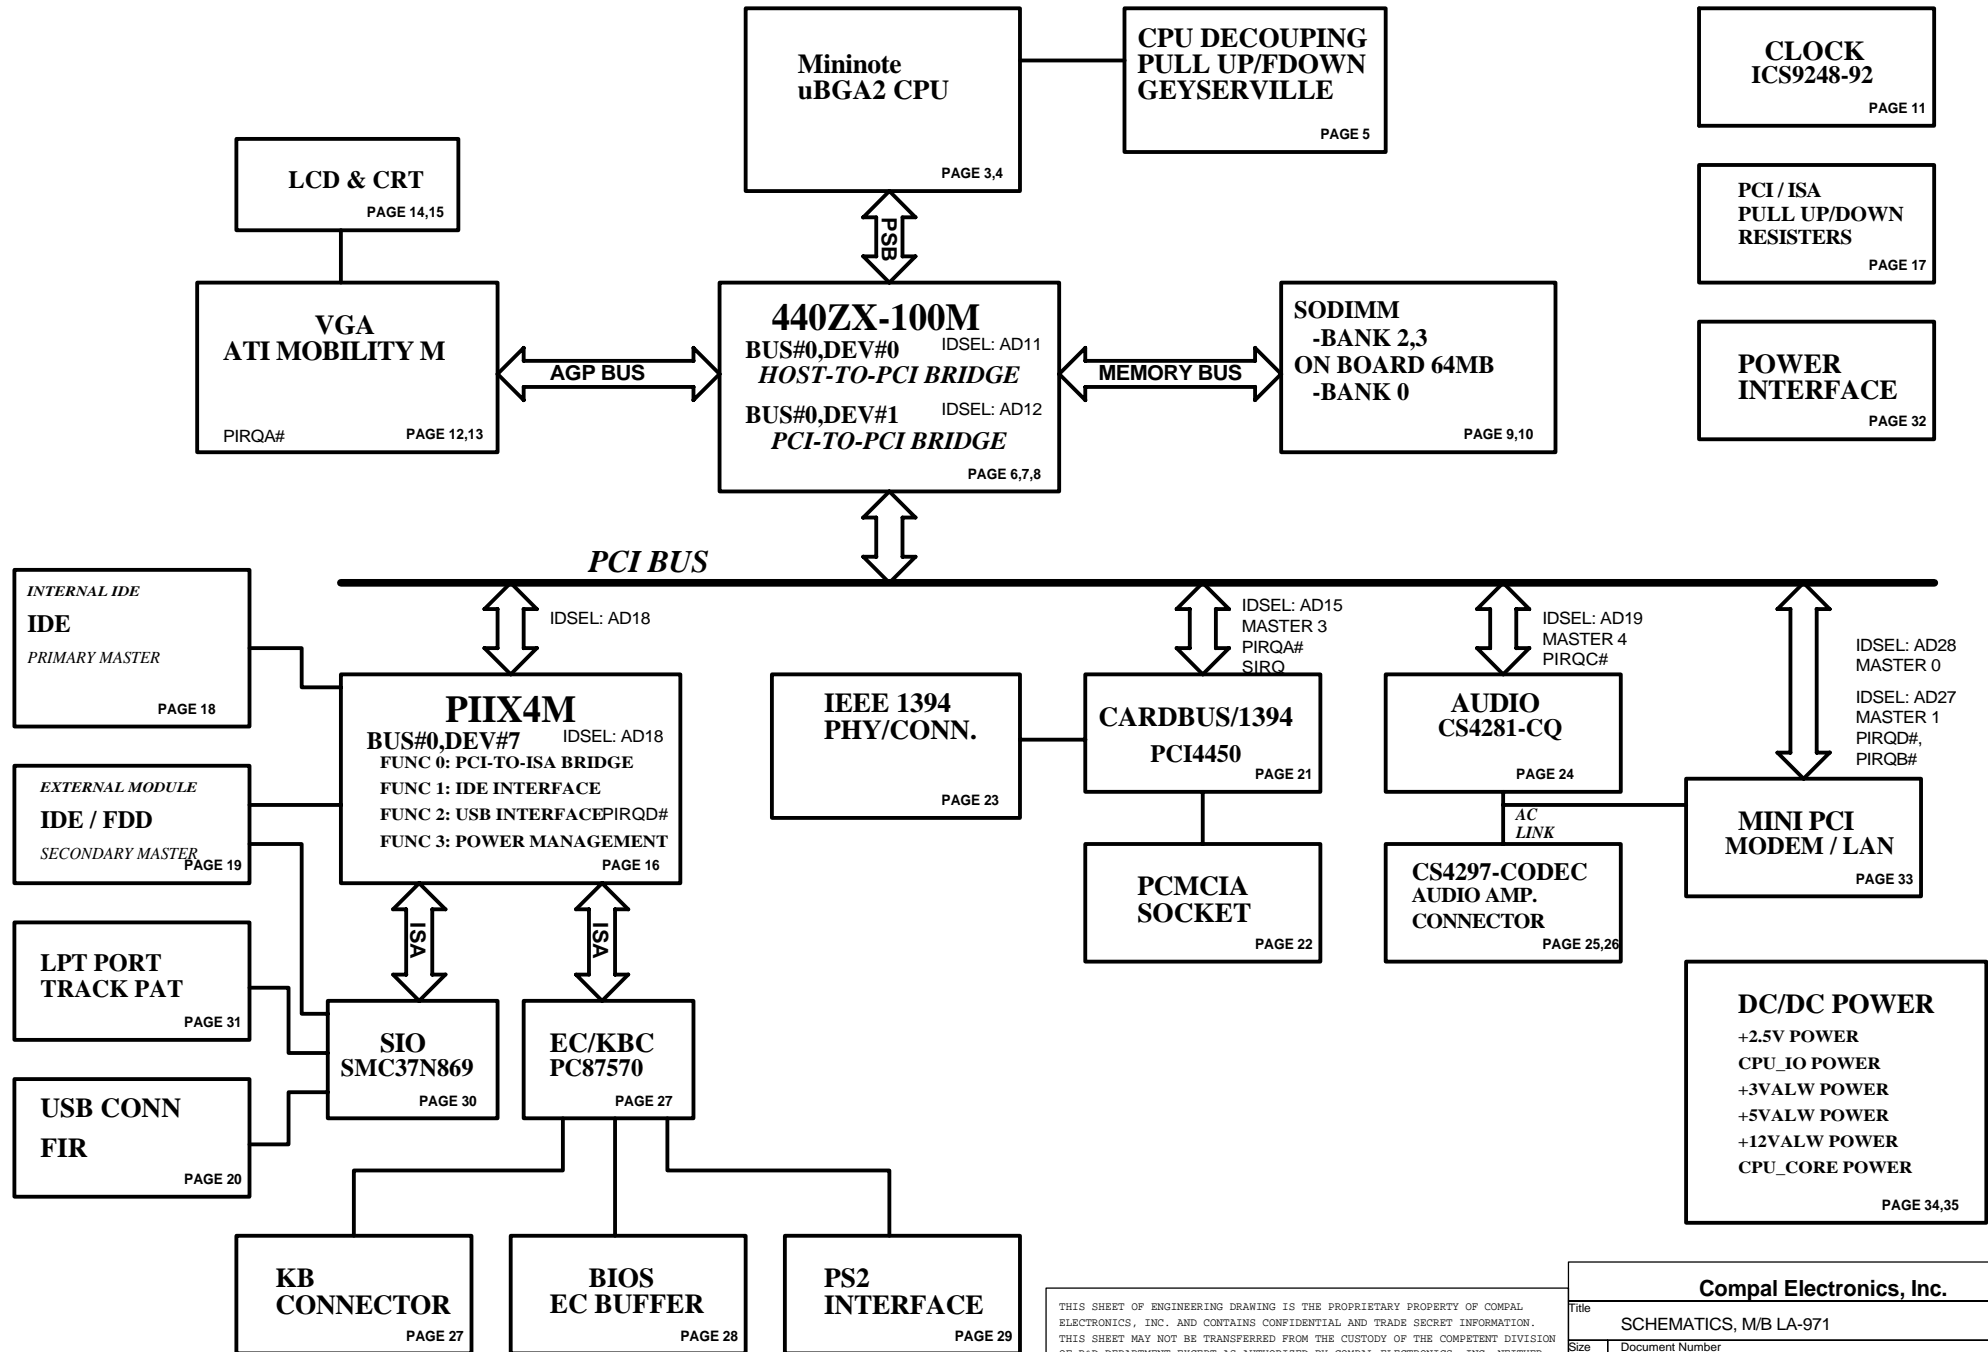 Mininote
uBGA2 CPU
PAGE 3,4
CPU DECOUPING
PULL UP/FDOWN
GEYSERVILLE
PAGE 5
CLOCK
ICS9248-92
PAGE 11
LCD & CRT
PAGE 14,15
PSB
PCI / ISA
PULL UP/DOWN
RESISTERS
PAGE 17
VGA
ATI MOBILITY M
PIRQA#
PAGE 12,13
AGP BUS
440ZX-100M
BUS#0,DEV#0 IDSEL: AD11
HOST-TO-PCI BRIDGE
BUS#0,DEV#1 IDSEL: AD12
PCI-TO-PCI BRIDGE
PAGE 6,7,8
MEMORY BUS
SODIMM
-BANK 2,3
ON BOARD 64MB
-BANK 0
PAGE 9,10
POWER
INTERFACE
PAGE 32
PCI BUS
INTERNAL IDE
IDE
PRIMARY MASTER
PAGE 18
IDSEL: AD18
IDSEL: AD15
MASTER 3
PIRQA#
SIRQ
IDSEL: AD19
MASTER 4
PIRQC#
IDSEL: AD28
MASTER 0
IDSEL: AD27
MASTER 1
PIRQD#,
PIRQB#
PIIX4M
BUS#0,DEV#7 IDSEL: AD18
FUNC 0: PCI-TO-ISA BRIDGE
FUNC 1: IDE INTERFACE
FUNC 2: USB INTERFACE PIRQD#
FUNC 3: POWER MANAGEMENT
PAGE 16
IEEE 1394
PHY/CONN.
PAGE 23
CARDBUS/1394
PCI4450
PAGE 21
AUDIO
CS4281-CQ
PAGE 24
EXTERNAL MODULE
IDE / FDD
SECONDARY MASTER
PAGE 19
AC
LINK
MINI PCI
MODEM / LAN
PAGE 33
PCMCIA
SOCKET
PAGE 22
CS4297-CODEC
AUDIO AMP.
CONNECTOR
PAGE 25,26
ISA
ISA
LPT PORT
TRACK PAT
PAGE 31
SIO
SMC37N869
PAGE 30
EC/KBC
PC87570
PAGE 27
DC/DC POWER
+2.5V POWER
CPU_IO POWER
+3VALW POWER
+5VALW POWER
+12VALW POWER
CPU_CORE POWER
PAGE 34,35
USB CONN
FIR
PAGE 20
KB
CONNECTOR
PAGE 27
BIOS
EC BUFFER
PAGE 28
PS2
INTERFACE
PAGE 29
THIS SHEET OF ENGINEERING DRAWING IS THE PROPRIETARY PROPERTY OF COMPAL
ELECTRONICS, INC. AND CONTAINS CONFIDENTIAL AND TRADE SECRET INFORMATION.
THIS SHEET MAY NOT BE TRANSFERRED FROM THE CUSTODY OF THE COMPETENT DIVISION
Compal Electronics, Inc.
Title
SCHEMATICS, M/B LA-971
Size Document Number